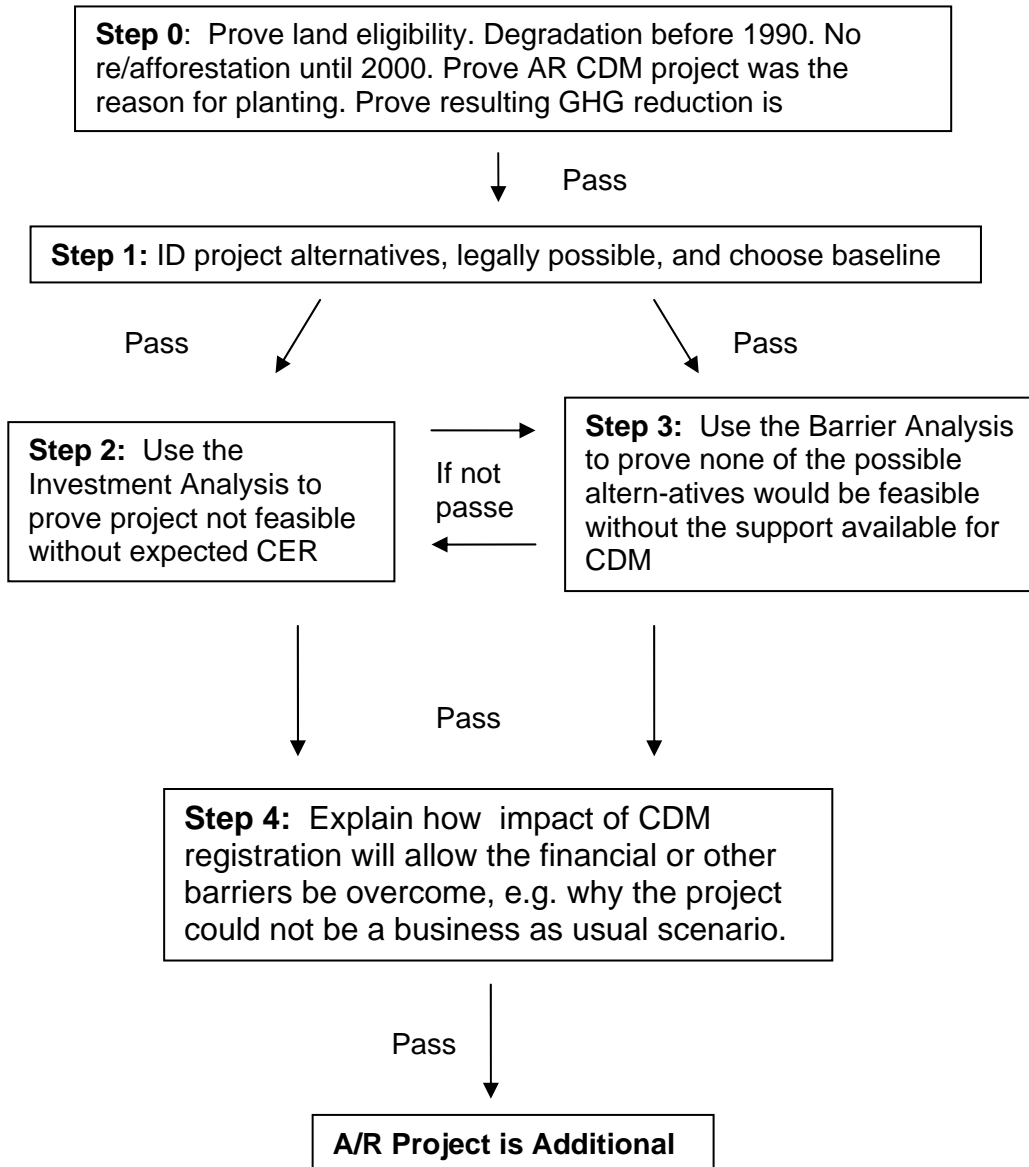 Step 0: Prove land eligibility. Degradation before 1990. No
re/afforestation until 2000. Prove AR CDM project was the
reason for planting. Prove resulting GHG reduction is
Pass
Step 1: ID project alternatives, legally possible, and choose baseline
Pass
Pass
Step 2: Use the
Investment Analysis to
prove project not feasible
without expected CER
If not
passe
Step 3: Use the Barrier Analysis
to prove none of the possible
altern-atives would be feasible
without the support available for
CDM
Pass
Step 4: Explain how impact of CDM
registration will allow the financial or other
barriers be overcome, e.g. why the project
could not be a business as usual scenario.
Pass
A/R Project is Additional